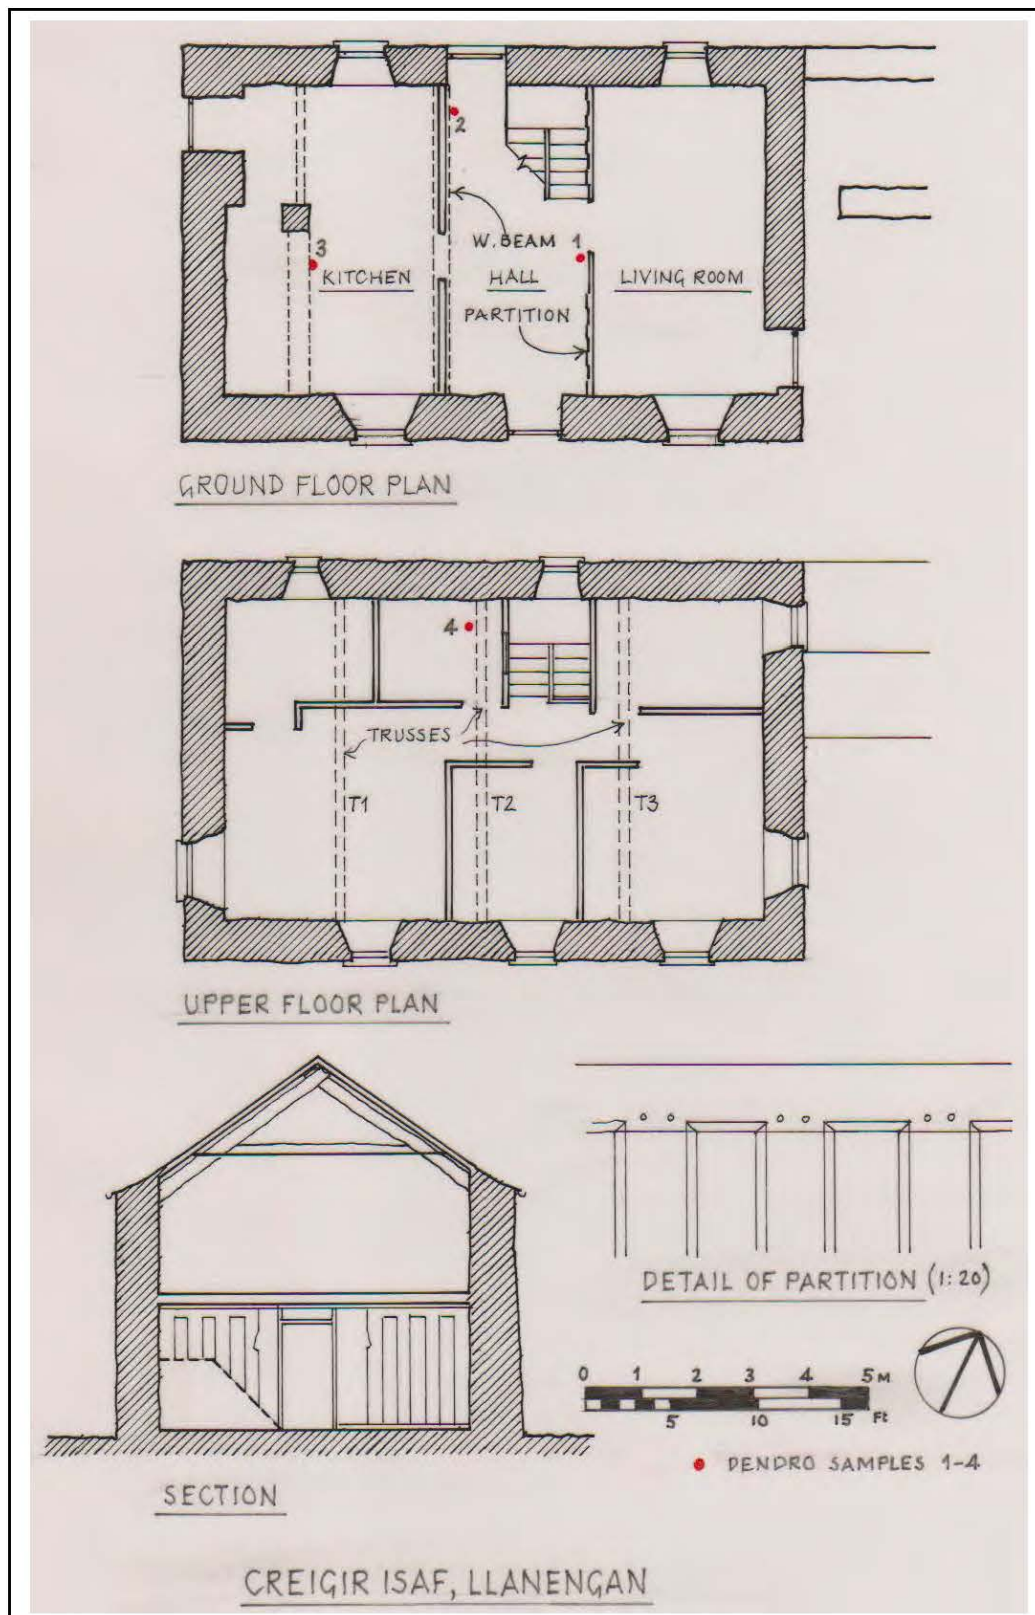 2
W. BEAM
1
3
KITCHEN
HALL
LIVING ROOM
PARTITION
GROUND FLOOR PLAN
4
TRUSSES
T1
T2
T3
UPPER FLOOR PLAN
DETAIL OF PARTITION (1:20)
0 1 2 3 4 5 M
5 10 15 Ft
DENDRO SAMPLES 1-4
SECTION
CREIGIR ISAF, LLANENGAN